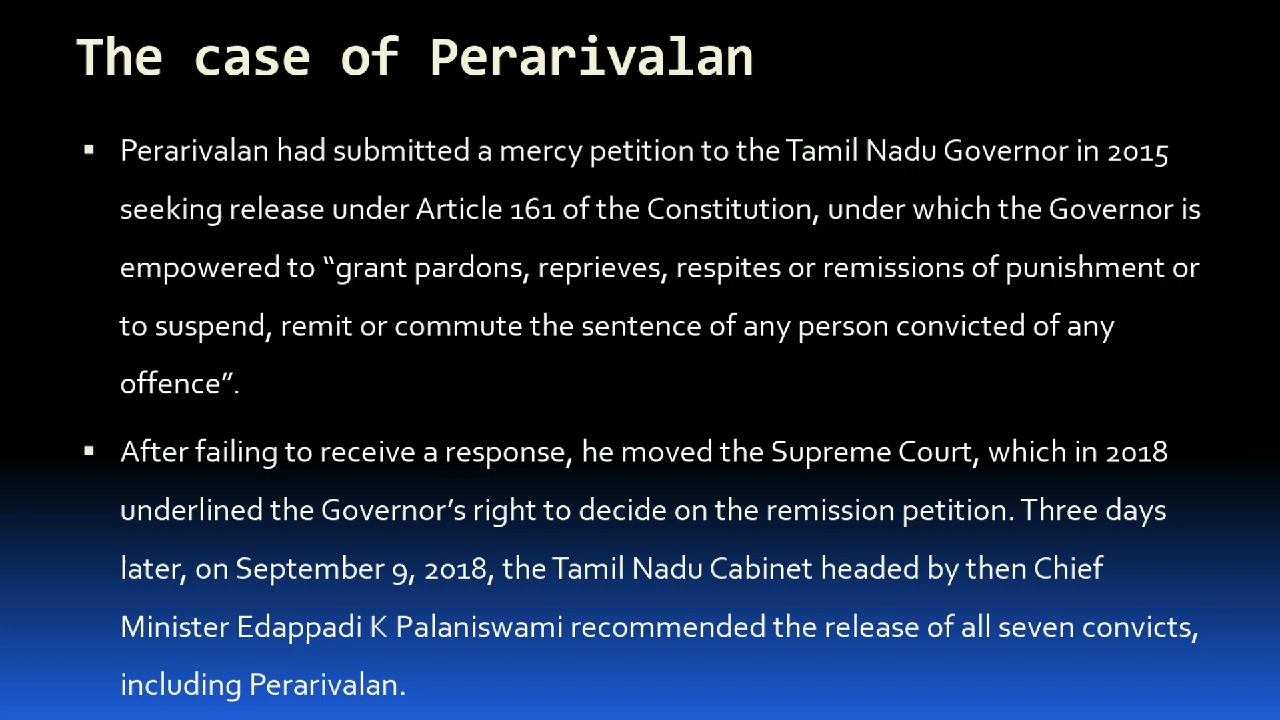 The case of Perarivalan
▪ Perarivalan had submitted a mercy petition to the Tamil Nadu Governor in 2015
seeking release under Article 161 of the Constitution, under which the Governor is
empowered to “grant pardons, reprieves, respites or remissions of punishment or
to suspend, remit or commute the sentence of any person convicted of any
offence”.
▪ After failing to receive a response, he moved the Supreme Court, which in 2018
underlined the Governor’s right to decide on the remission petition. Three days
later, on September 9, 2018, the Tamil Nadu Cabinet headed by then Chief
Minister Edappadi K Palaniswami recommended the release of all seven convicts,
including Perarivalan.